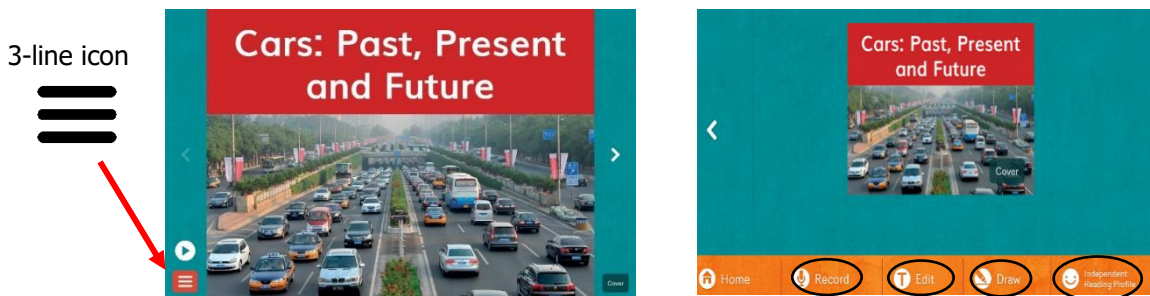 3-line icon
Cars: Past, Present
and Future
Cover
Cars: Past, Present
and Future
Cover
Home
Record
T Edit
Draw
Independent
Reading Profile